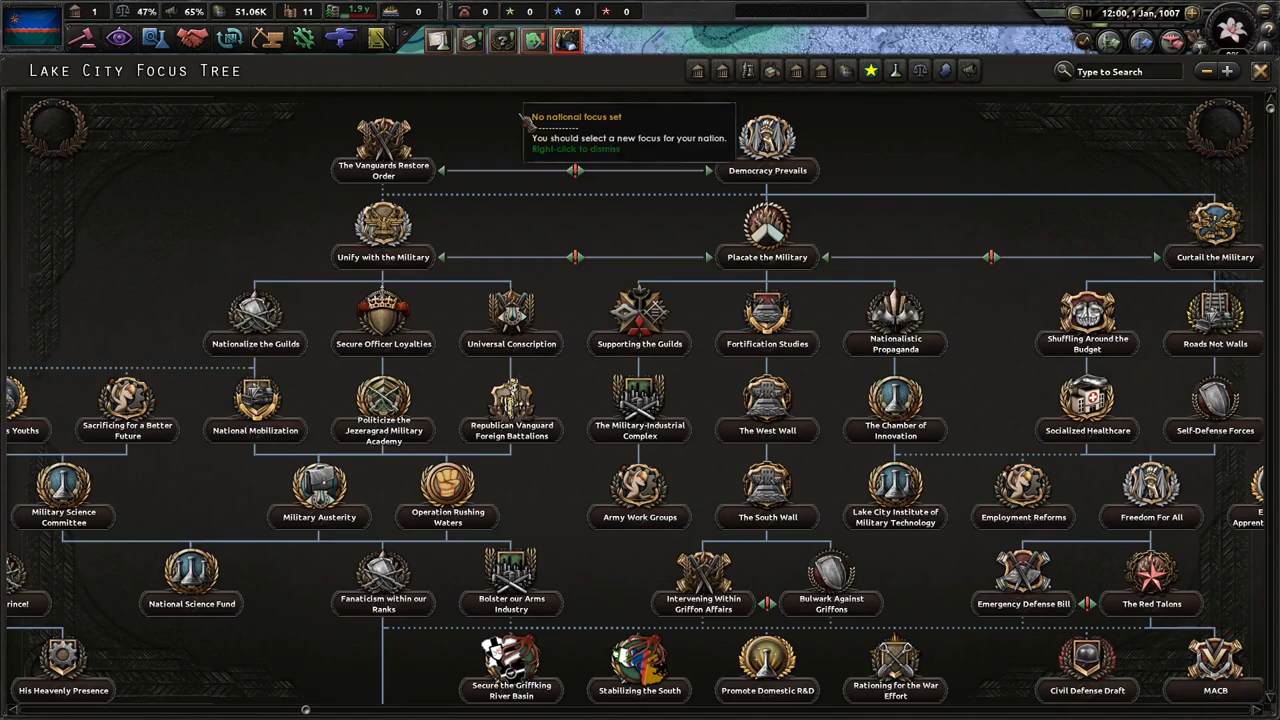 1 47% 65% 51.06K 11 1.9 y 0 0 0 0 0
12:00, 1 Jan, 1007
Lake City Focus Tree
Type to Search
No national focus set
------------
You should select a new focus for your nation.
Right-click to dismiss
The Vanguards Restore
Order
Democracy Prevails
Unify with the Military
Placate the Military
Curtail the Military
Nationalize the Guilds
Secure Officer Loyalties
Universal Conscription
Supporting the Guilds
Fortification Studies
Nationalistic
Propaganda
Shuffling Around the
Budget
Roads Not Walls
s Youths
Sacrificing for a Better
Future
National Mobilization
Politicize the
Jezeragrad Military
Academy
Republican Vanguard
Foreign Battalions
The Military-Industrial
Complex
The West Wall
The Chamber of
Innovation
Socialized Healthcare
Self-Defense Forces
Military Science
Committee
Military Austerity
Operation Rushing
Waters
Army Work Groups
The South Wall
Lake City Institute of
Military Technology
Employment Reforms
Freedom For All
E
Apprent
rince!
National Science Fund
Fanaticism within our
Ranks
Bolster our Arms
Industry
Intervening Within
Griffon Affairs
Bulwark Against
Griffons
Emergency Defense Bill
The Red Talons
His Heavenly Presence
Secure the Griffking
River Basin
Stabilizing the South
Promote Domestic R&D
Rationing for the War
Effort
Civil Defense Draft
MACB